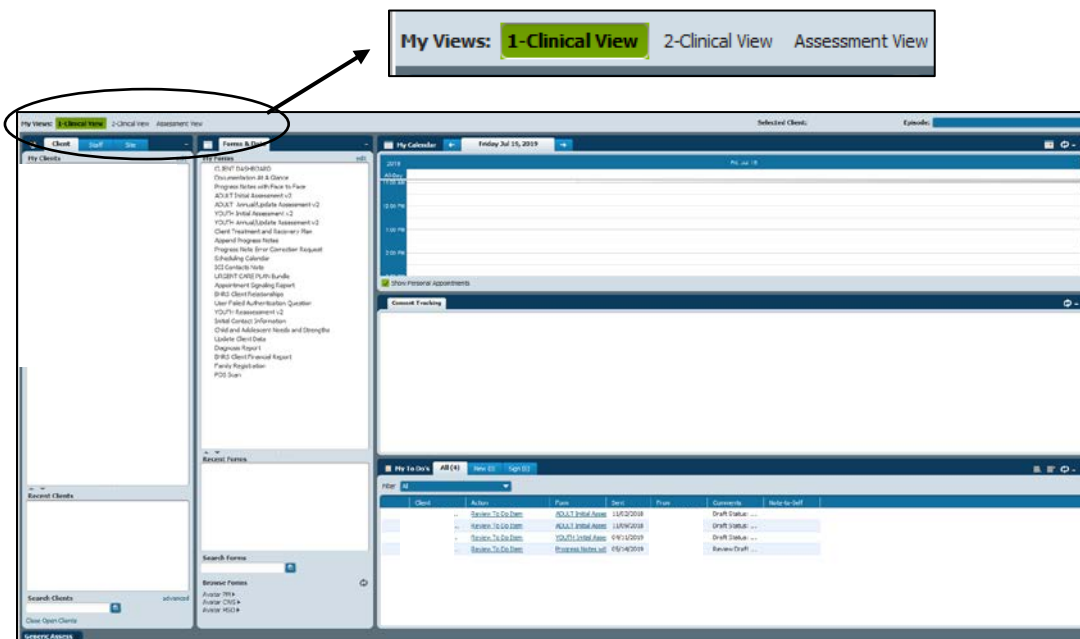 My Views: 1-Clinical View 2-Clinical View Assessment View
My Views: 1-Clinical View 2-Clinical View Assessment View
Selected Client: Episode:
Client Staff Site
Forms & Data
My Calendar Friday Jul 19, 2019
My Clients
My Forms edit
2019 Fri, Jul 19
All-Day
11:00 AM
12:00 PM
1:00 PM
2:00 PM
Show Personal Appointments
CLIENT DASHBOARD
Documentation At A Glance
Progress Notes with Face to Face
ADULT Initial Assessment v2
ADULT Annual/Update Assessment v2
YOUTH Initial Assessment v2
YOUTH Annual/Update Assessment v2
Client Treatment and Recovery Plan
Append Progress Notes
Progress Note Error Correction Request
Scheduling Calendar
SCI Contacts Note
URGENT CARE PLAN Bundle
Appointment Signaling Report
BHRS Client Relationships
User Failed Authentication Question
YOUTH Reassessment v2
Initial Contact Information
Child and Adolescent Needs and Strengths
Update Client Data
Diagnosis Report
BHRS Client Financial Report
Family Registration
POS Scan
Consent Tracking
Recent Forms
Recent Clients
Search Forms
Browse Forms
Avatar PM
Avatar CWS
Avatar MSO
Search Clients advanced
Close Open Clients
Generic Assess
My To Do's All (4) New (0) Sign (0)
Filter All
Client Action Form Sent From Comments Note-to-Self
... Review To Do Item ADULT Initial Asses 11/02/2018 Draft Status: ...
... Review To Do Item ADULT Initial Asses 11/09/2018 Draft Status: ...
... Review To Do Item YOUTH Initial Asses 04/11/2019 Draft Status: ...
... Review To Do Item Progress Notes wit 05/14/2019 Review Draft ...